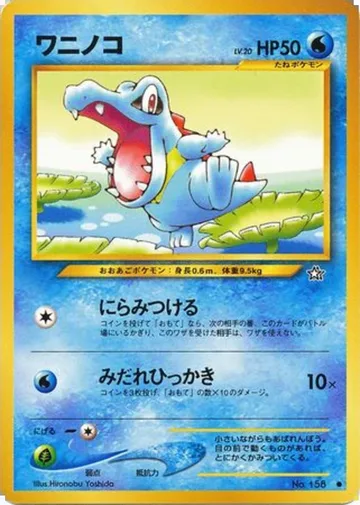 ワニノコ
LV.20 HP50
たねポケモン
おおあごポケモン：身長0.6m、体重9.5kg
にらみつける
コインを投げて「おもて」なら、次の相手の番、このカードがバトル
場にいるかぎり、このワザを受けた相手は、ワザを使えない。
みだれひっかき 10×
コインを3枚投げ、「おもて」の数×10のダメージ。
にげる
弱点 抵抗力
小さいながらもあばれんぼう。
目の前で動くものがあれば、
とにかくかみついてくる。
Illus.Hironobu Yoshida
No.158